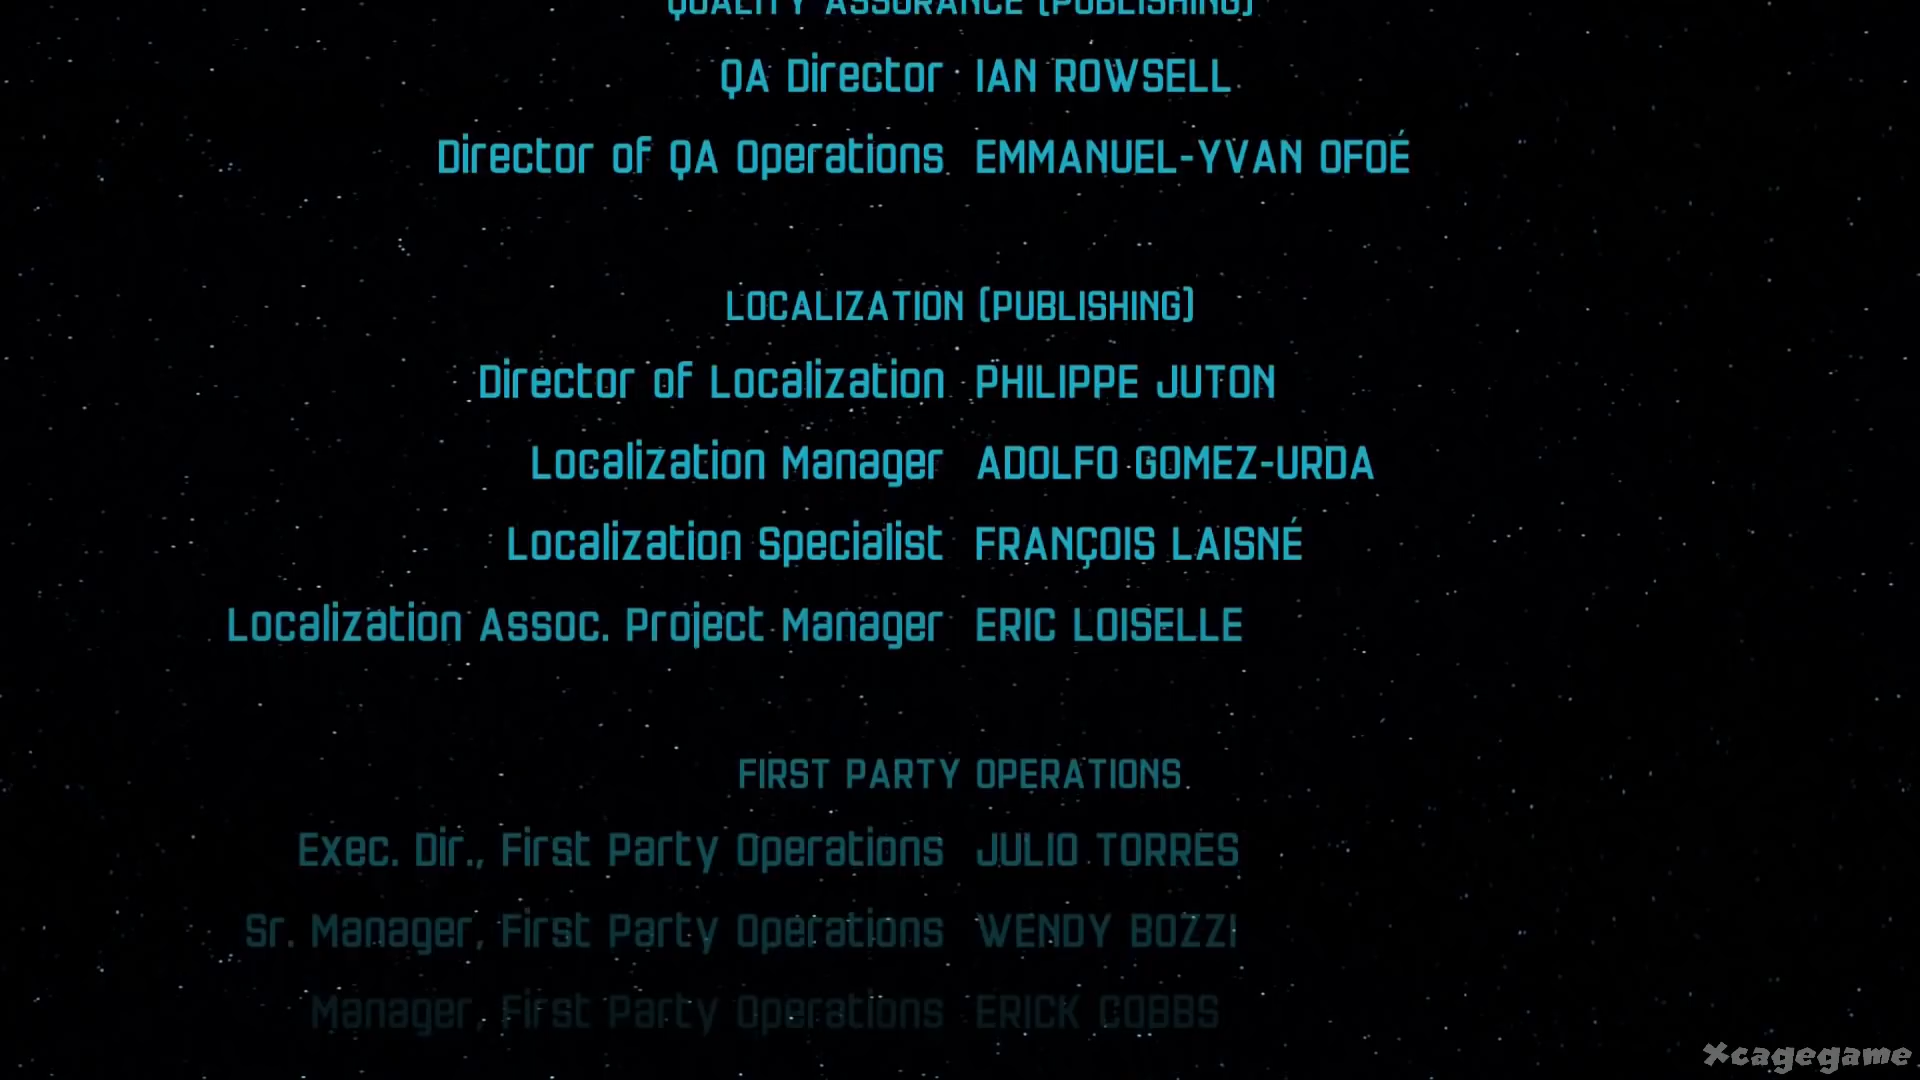 QUALITY ASSURANCE (PUBLISHING)
QA Director IAN ROWSELL
Director of QA Operations EMMANUEL-YVAN OFOÉ
LOCALIZATION (PUBLISHING)
Director of Localization PHILIPPE JUTON
Localization Manager ADOLFO GOMEZ-URDA
Localization Specialist FRANÇOIS LAISNÉ
Localization Assoc. Project Manager ERIC LOISELLE
FIRST PARTY OPERATIONS
Exec. Dir., First Party Operations JULIO TORRES
Sr. Manager, First Party Operations WENDY BOZZI
Manager, First Party Operations ERICK COBBS
Xcagegame